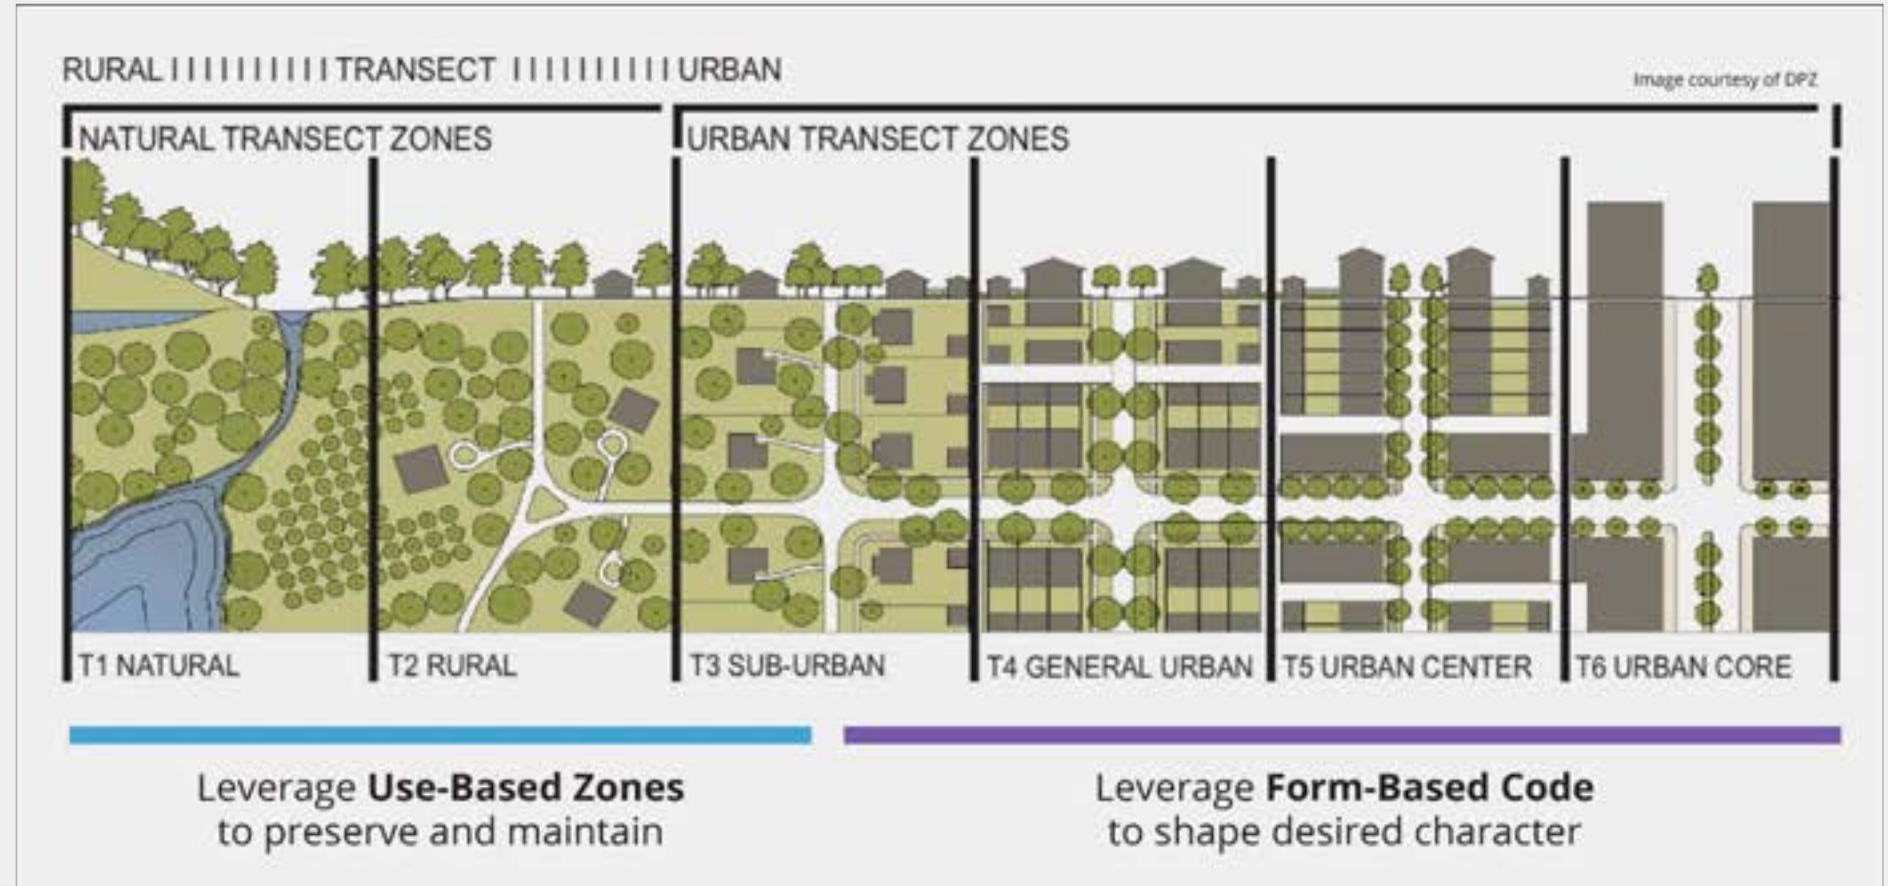 RURAL IIIIIIIIII TRANSECT IIIIIIIIII URBAN
Image courtesy of DPZ
NATURAL TRANSECT ZONES
URBAN TRANSECT ZONES
T1 NATURAL
T2 RURAL
T3 SUB-URBAN
T4 GENERAL URBAN
T5 URBAN CENTER
T6 URBAN CORE
Leverage Use-Based Zones
to preserve and maintain
Leverage Form-Based Code
to shape desired character